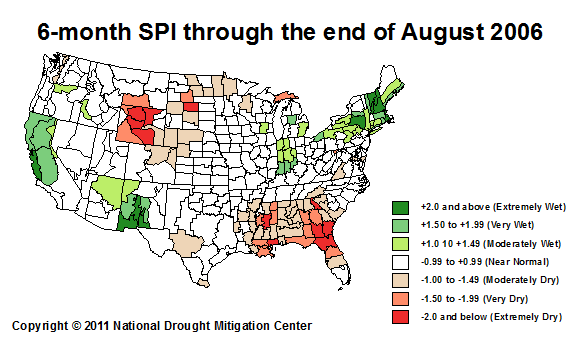 6-month SPI through the end of August 2006
+2.0 and above (Extremely Wet)
+1.50 to +1.99 (Very Wet)
+1.0 10 +1.49 (Moderately Wet)
-0.99 to +0.99 (Near Normal)
-1.00 to -1.49 (Moderately Dry)
-1.50 to -1.99 (Very Dry)
-2.0 and below (Extremely Dry)
Copyright © 2011 National Drought Mitigation Center